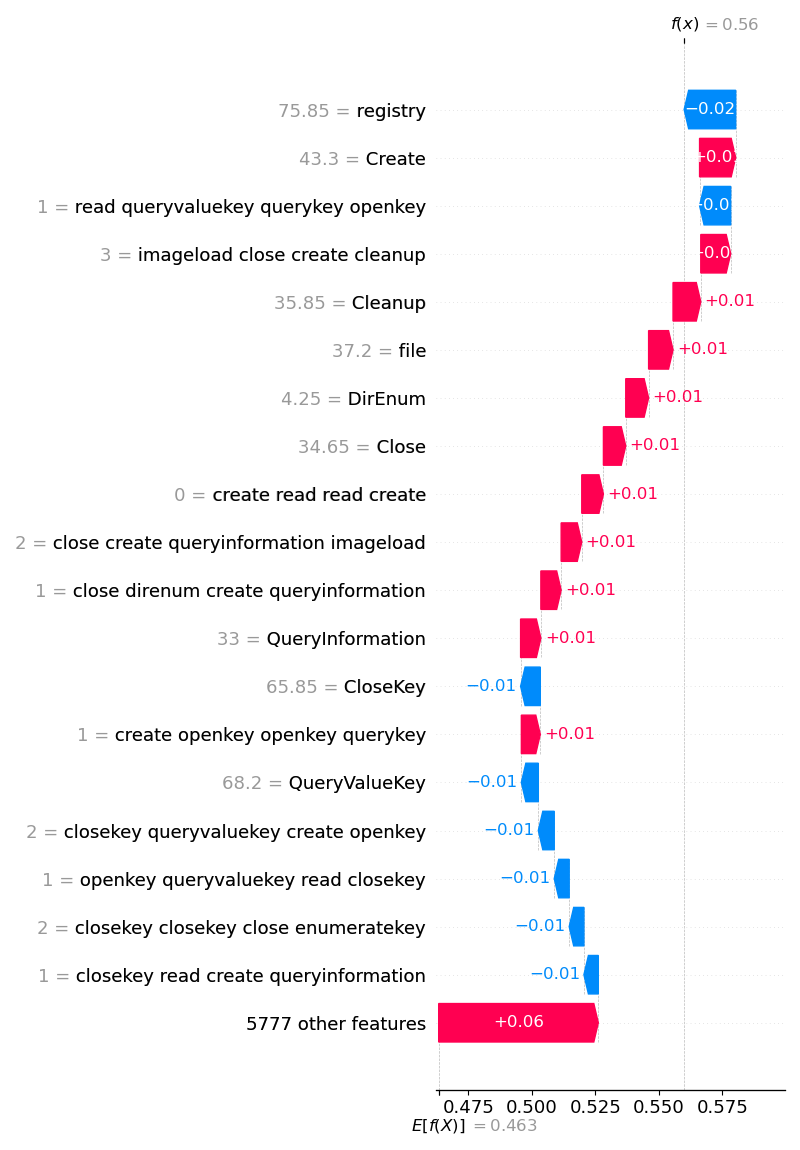 f(x) = 0.56
75.85 = registry −0.02
43.3 = Create +0.0
1 = read queryvaluekey querykey openkey −0.0
3 = imageload close create cleanup +0.0
35.85 = Cleanup +0.01
37.2 = file +0.01
4.25 = DirEnum +0.01
34.65 = Close +0.01
0 = create read read create +0.01
2 = close create queryinformation imageload +0.01
1 = close direnum create queryinformation +0.01
33 = QueryInformation +0.01
65.85 = CloseKey −0.01
1 = create openkey openkey querykey +0.01
68.2 = QueryValueKey −0.01
2 = closekey queryvaluekey create openkey −0.01
1 = openkey queryvaluekey read closekey −0.01
2 = closekey closekey close enumeratekey −0.01
1 = closekey read create queryinformation −0.01
5777 other features +0.06
0.475 0.500 0.525 0.550 0.575
E[f(X)] = 0.463